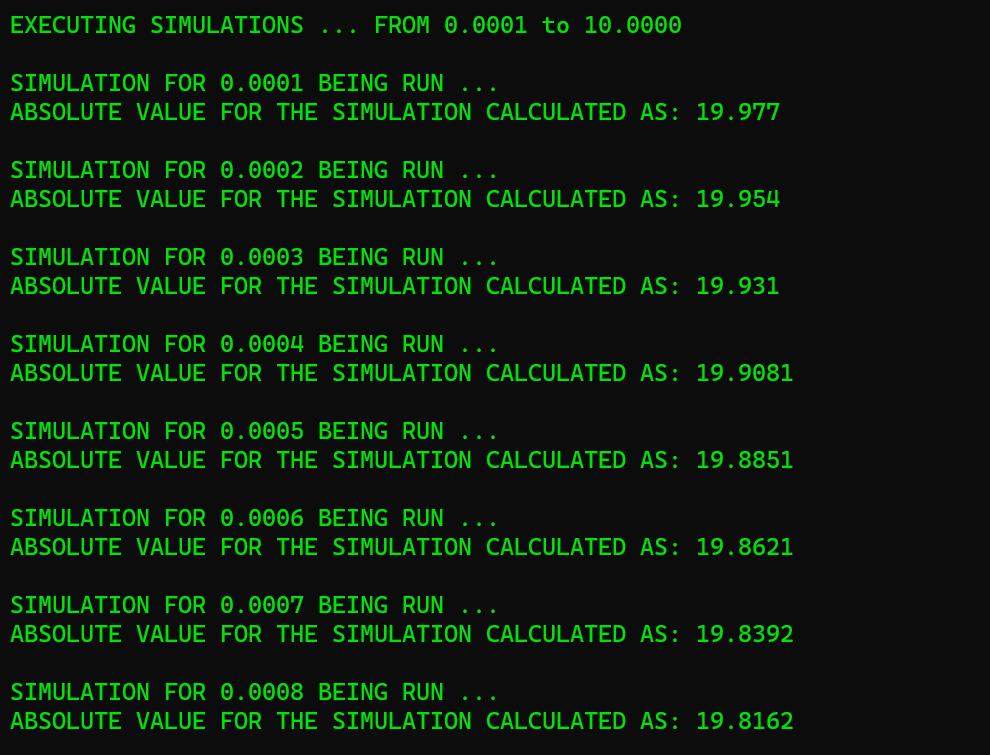 EXECUTING SIMULATIONS ... FROM 0.0001 to 10.0000
SIMULATION FOR 0.0001 BEING RUN ...
ABSOLUTE VALUE FOR THE SIMULATION CALCULATED AS: 19.977
SIMULATION FOR 0.0002 BEING RUN ...
ABSOLUTE VALUE FOR THE SIMULATION CALCULATED AS: 19.954
SIMULATION FOR 0.0003 BEING RUN ...
ABSOLUTE VALUE FOR THE SIMULATION CALCULATED AS: 19.931
SIMULATION FOR 0.0004 BEING RUN ...
ABSOLUTE VALUE FOR THE SIMULATION CALCULATED AS: 19.9081
SIMULATION FOR 0.0005 BEING RUN ...
ABSOLUTE VALUE FOR THE SIMULATION CALCULATED AS: 19.8851
SIMULATION FOR 0.0006 BEING RUN ...
ABSOLUTE VALUE FOR THE SIMULATION CALCULATED AS: 19.8621
SIMULATION FOR 0.0007 BEING RUN ...
ABSOLUTE VALUE FOR THE SIMULATION CALCULATED AS: 19.8392
SIMULATION FOR 0.0008 BEING RUN ...
ABSOLUTE VALUE FOR THE SIMULATION CALCULATED AS: 19.8162